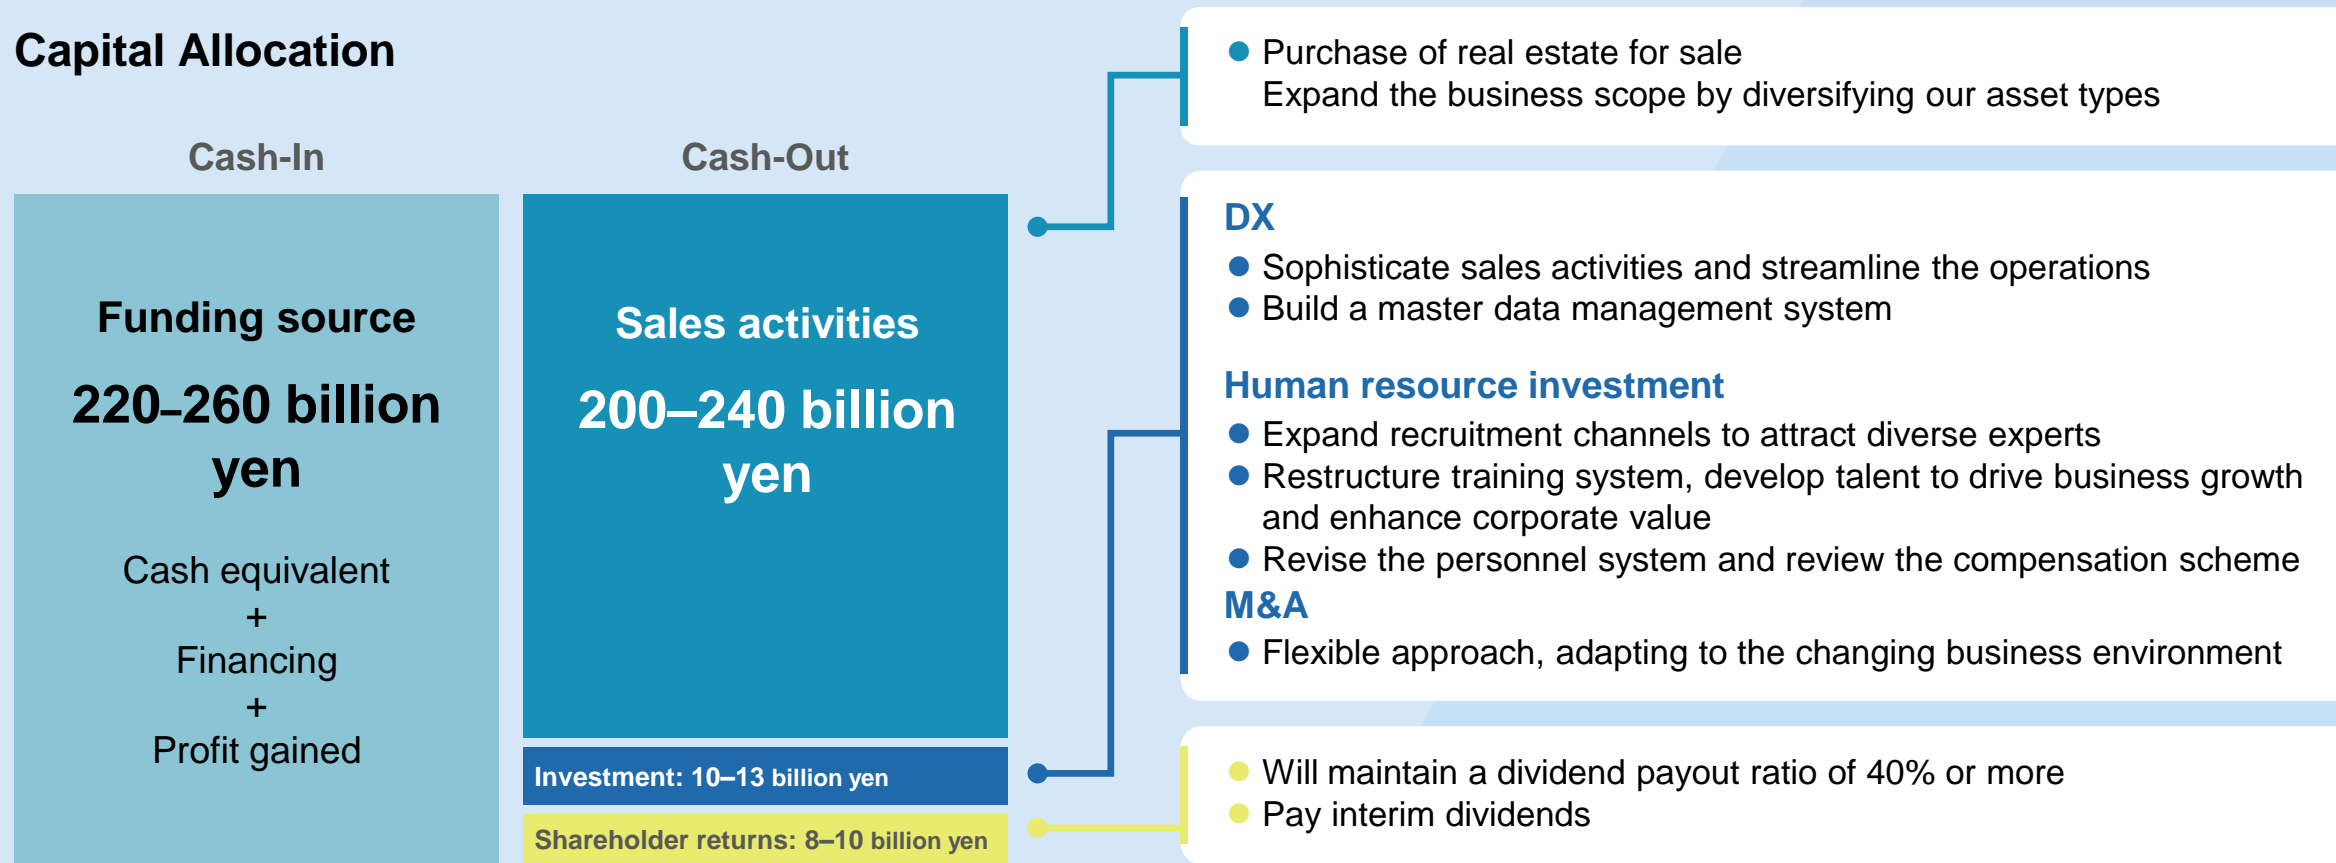 Capital Allocation
Cash-In
Funding source
220–260 billion
yen
Cash equivalent
+
Financing
+
Profit gained
Cash-Out
Sales activities
200–240 billion
yen
Investment: 10–13 billion yen
Shareholder returns: 8–10 billion yen
● Purchase of real estate for sale
Expand the business scope by diversifying our asset types
DX
● Sophisticate sales activities and streamline the operations
● Build a master data management system
Human resource investment
● Expand recruitment channels to attract diverse experts
● Restructure training system, develop talent to drive business growth
and enhance corporate value
● Revise the personnel system and review the compensation scheme
M&A
● Flexible approach, adapting to the changing business environment
● Will maintain a dividend payout ratio of 40% or more
● Pay interim dividends